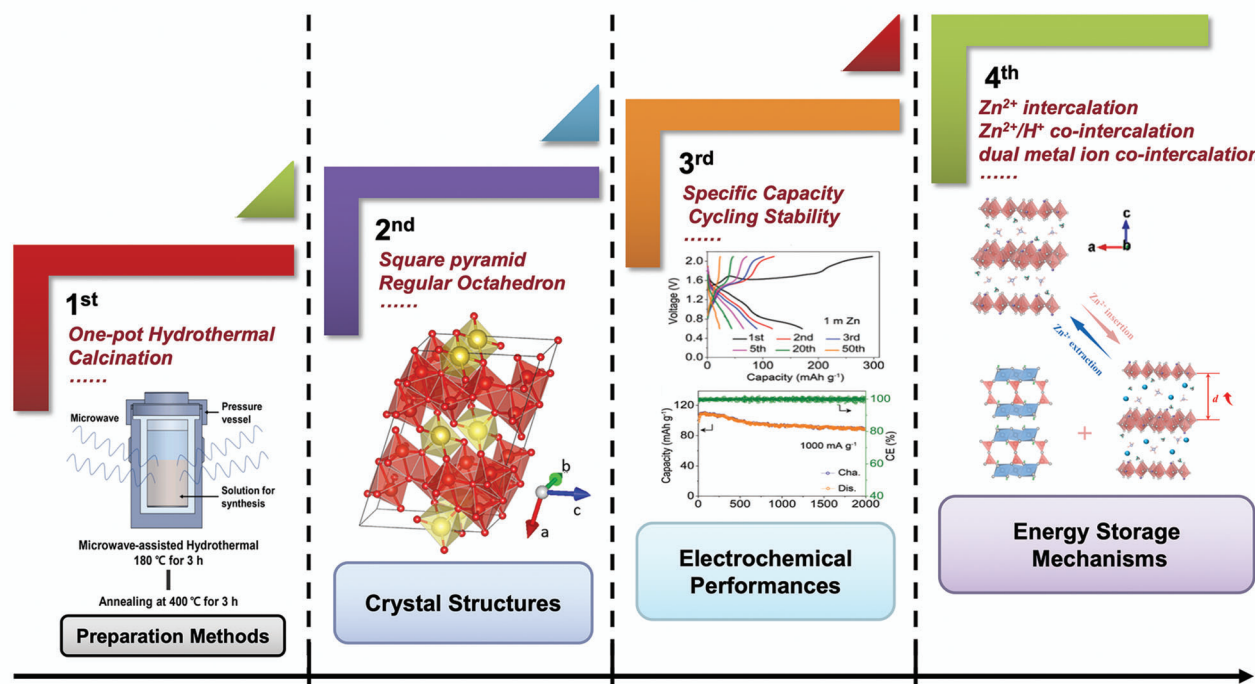 1st
One-pot Hydrothermal
Calcination
......
Microwave
Pressure
vessel
Solution for
synthesis
Microwave-assisted Hydrothermal
180 ℃ for 3 h
Annealing at 400 ℃ for 3 h
Preparation Methods
2nd
Square pyramid
Regular Octahedron
......
b
c
a
Crystal Structures
3rd
Specific Capacity
Cycling Stability
......
Voltage (V)
2.0
1.6
1.2
0.8
0.4
0.0
1 m Zn
1st 2nd 3rd
5th 20th 50th
0 100 200 300
Capacity (mAh g-1)
Capacity (mAh g-1)
120
80
40
0
100
80
60
40
CE (%)
1000 mA g-1
Cha.
Dis.
0 500 1000 1500 2000
Electrochemical
Performances
4th
Zn2+ intercalation
Zn2+/H+ co-intercalation
dual metal ion co-intercalation
......
c
a
b
Zn2+ insertion
Zn2+ extraction
d
+
Energy Storage
Mechanisms